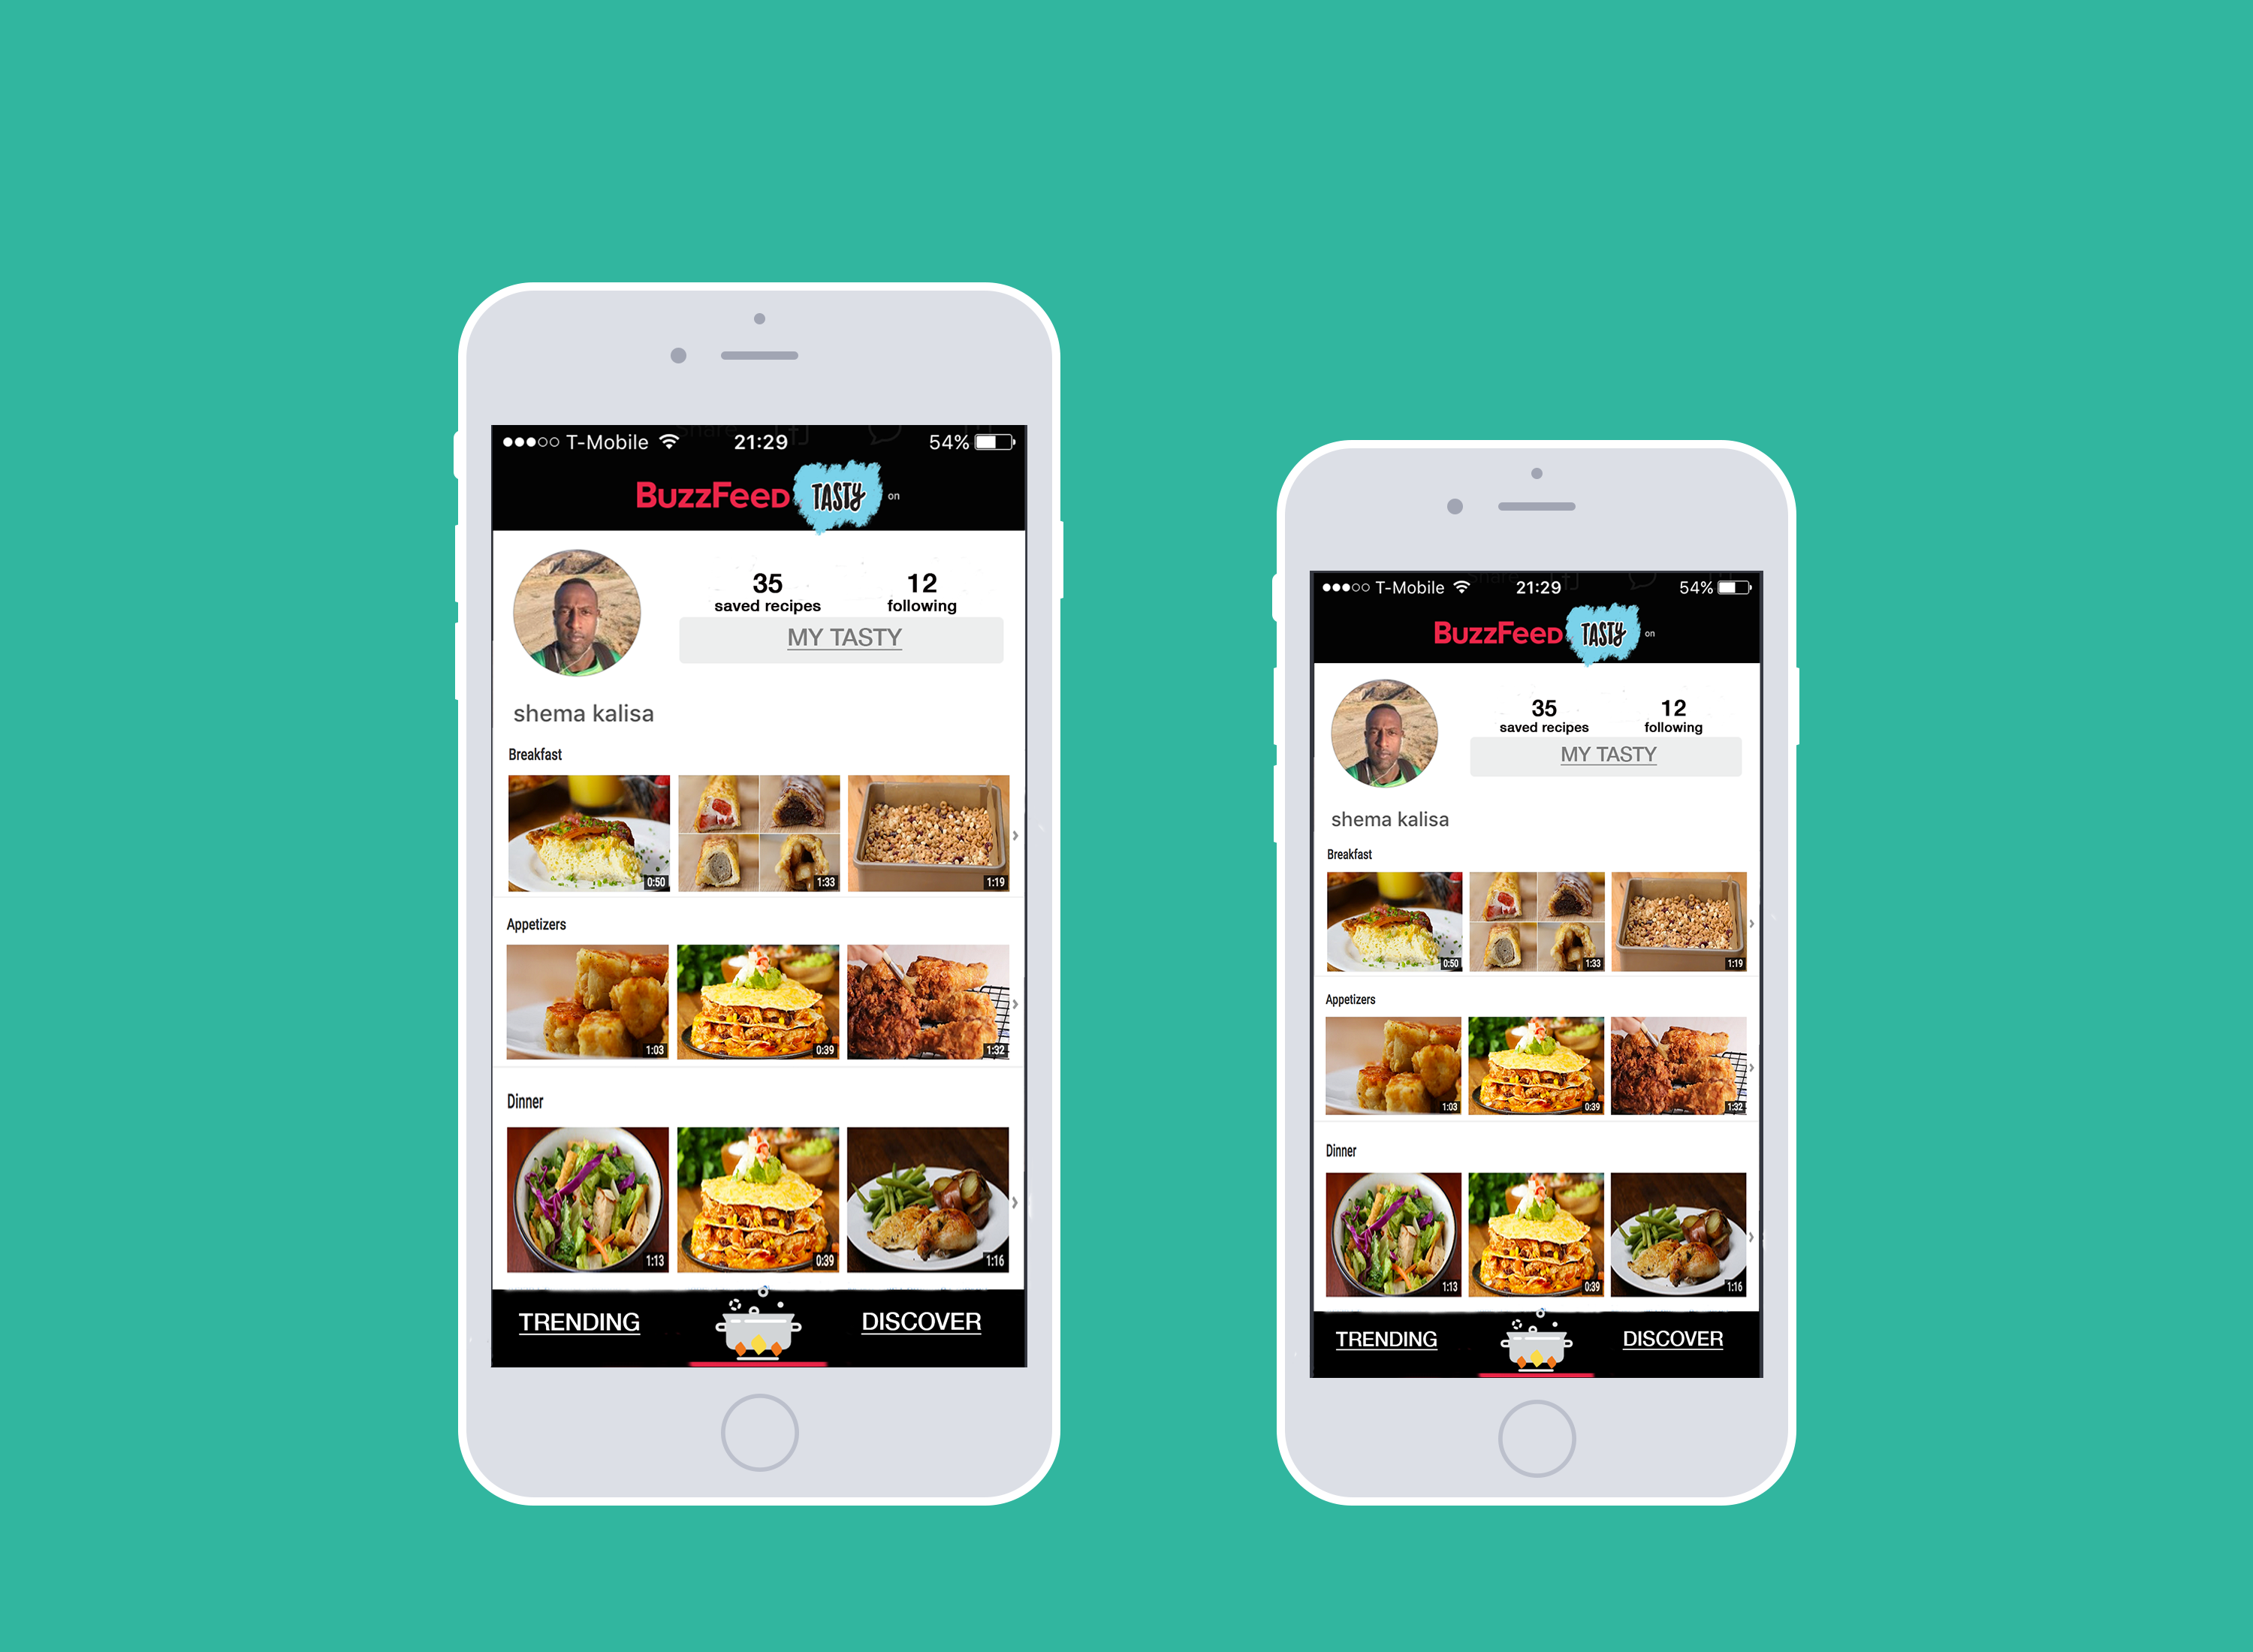 T-Mobile 21:29 54%
BuzzFeeD TASTY on
35 12
saved recipes following
MY TASTY
shema kalisa
Breakfast
0:50 1:33 1:19
Appetizers
1:03 0:39 1:32
Dinner
1:13 0:39 1:16
TRENDING DISCOVER
T-Mobile 21:29 54%
BuzzFeeD TASTY on
35 12
saved recipes following
MY TASTY
shema kalisa
Breakfast
0:50 1:33 1:19
Appetizers
1:03 0:39 1:32
Dinner
1:13 0:39 1:16
TRENDING DISCOVER